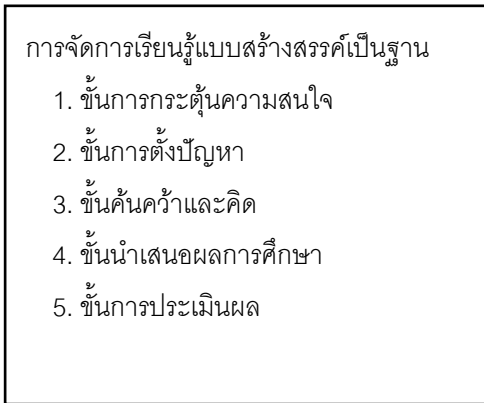 การจัดการเรียนรู้แบบสร้างสรรค์เป็นฐาน
1. ขั้นการกระตุ้นความสนใจ
2. ขั้นการตั้งปัญหา
3. ขั้นค้นคว้าและคิด
4. ขั้นนำเสนอผลการศึกษา
5. ขั้นการประเมินผล